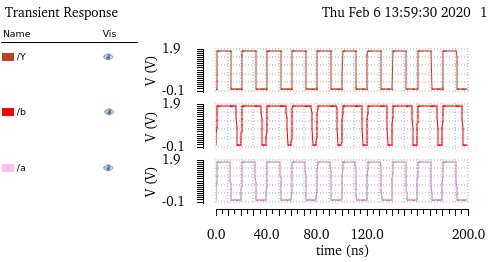 Transient Response Thu Feb 6 13:59:30 2020 1
Name Vis
/Y
1.9
V (V)
-0.1
/b
1.9
V (V)
-0.1
/a
1.9
V (V)
-0.1
0.0 40.0 80.0 120.0 200.0
time (ns)